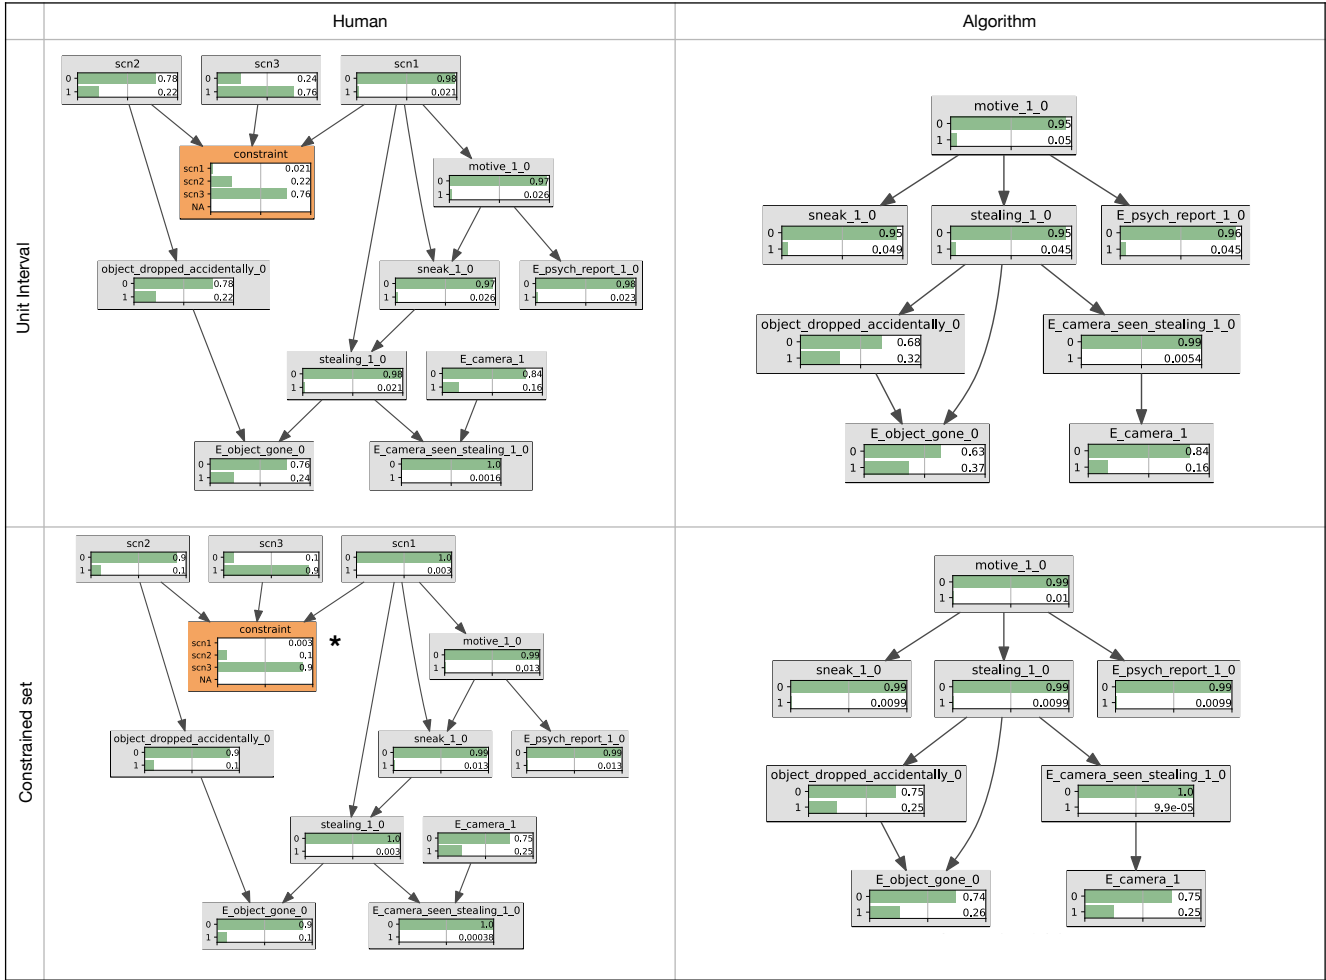 Human
Algorithm
Unit Interval
scn2
0 0.78
1 0.22
scn3
0 0.24
1 0.76
scn1
0 0.98
1 0.021
constraint
scn1 0.021
scn2 0.22
scn3 0.76
NA
motive_1_0
0 0.97
1 0.026
object_dropped_accidentally_0
0 0.78
1 0.22
sneak_1_0
0 0.97
1 0.026
E_psych_report_1_0
0 0.98
1 0.023
stealing_1_0
0 0.98
1 0.021
E_camera_1
0 0.84
1 0.16
E_object_gone_0
0 0.76
1 0.24
E_camera_seen_stealing_1_0
0 1.0
1 0.0016
motive_1_0
0 0.95
1 0.05
sneak_1_0
0 0.95
1 0.049
stealing_1_0
0 0.95
1 0.045
E_psych_report_1_0
0 0.96
1 0.045
object_dropped_accidentally_0
0 0.68
1 0.32
E_camera_seen_stealing_1_0
0 0.99
1 0.0054
E_object_gone_0
0 0.63
1 0.37
E_camera_1
0 0.84
1 0.16
Constrained set
scn2
0 0.9
1 0.1
scn3
0 0.1
1 0.9
scn1
0 1.0
1 0.003
constraint
scn1 0.003
scn2 0.1
scn3 0.9
NA
*
motive_1_0
0 0.99
1 0.013
object_dropped_accidentally_0
0 0.9
1 0.1
sneak_1_0
0 0.99
1 0.013
E_psych_report_1_0
0 0.99
1 0.013
stealing_1_0
0 1.0
1 0.003
E_camera_1
0 0.75
1 0.25
E_object_gone_0
0 0.9
1 0.1
E_camera_seen_stealing_1_0
0 1.0
1 0.00038
motive_1_0
0 0.99
1 0.01
sneak_1_0
0 0.99
1 0.0099
stealing_1_0
0 0.99
1 0.0099
E_psych_report_1_0
0 0.99
1 0.0099
object_dropped_accidentally_0
0 0.75
1 0.25
E_camera_seen_stealing_1_0
0 1.0
1 9.9e-05
E_object_gone_0
0 0.74
1 0.26
E_camera_1
0 0.75
1 0.25